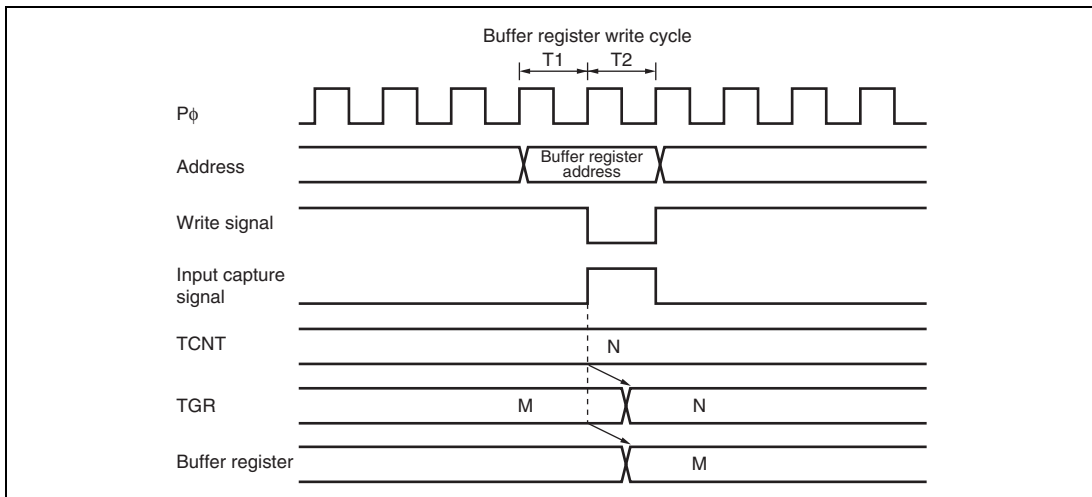 Buffer register write cycle
T1 T2
Pϕ
Address
Buffer register
address
Write signal
Input capture
signal
TCNT
N
TGR
M N
Buffer register
M